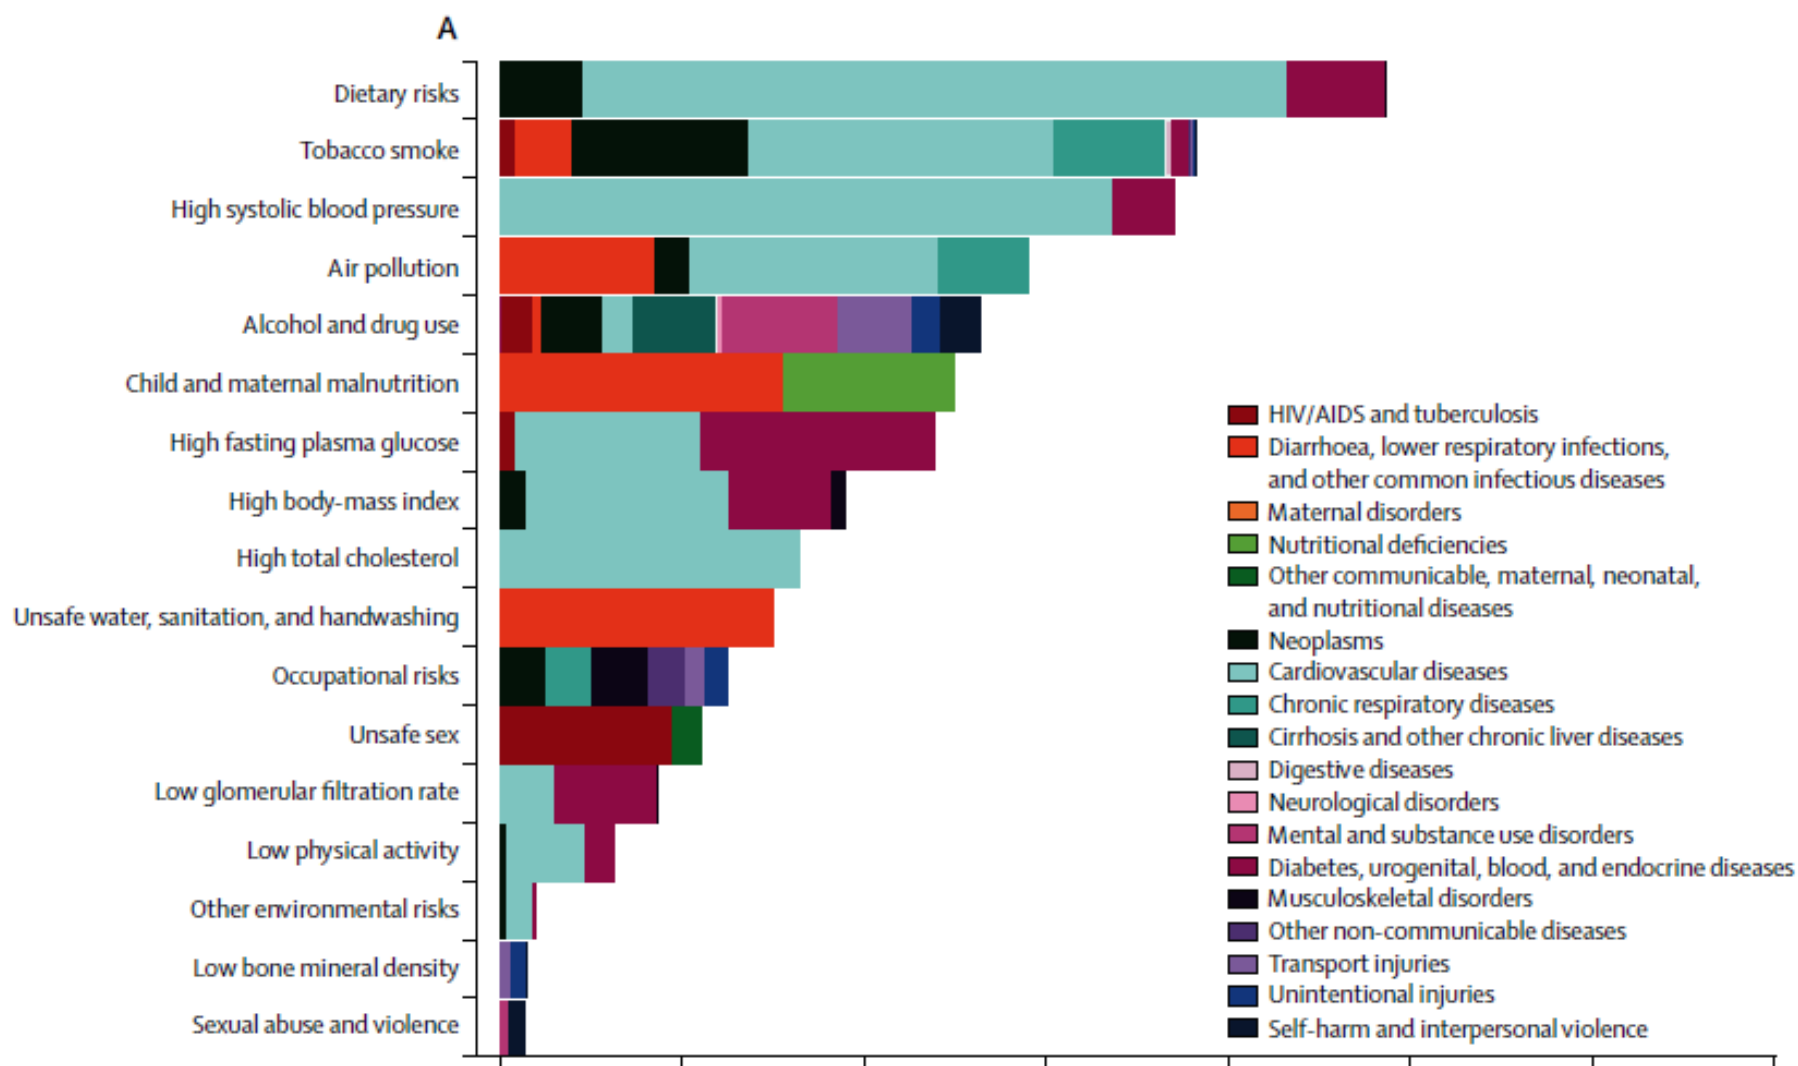 A
Dietary risks
Tobacco smoke
High systolic blood pressure
Air pollution
Alcohol and drug use
Child and maternal malnutrition
High fasting plasma glucose
High body-mass index
High total cholesterol
Unsafe water, sanitation, and handwashing
Occupational risks
Unsafe sex
Low glomerular filtration rate
Low physical activity
Other environmental risks
Low bone mineral density
Sexual abuse and violence
HIV/AIDS and tuberculosis
Diarrhoea, lower respiratory infections,
and other common infectious diseases
Maternal disorders
Nutritional deficiencies
Other communicable, maternal, neonatal,
and nutritional diseases
Neoplasms
Cardiovascular diseases
Chronic respiratory diseases
Cirrhosis and other chronic liver diseases
Digestive diseases
Neurological disorders
Mental and substance use disorders
Diabetes, urogenital, blood, and endocrine diseases
Musculoskeletal disorders
Other non-communicable diseases
Transport injuries
Unintentional injuries
Self-harm and interpersonal violence